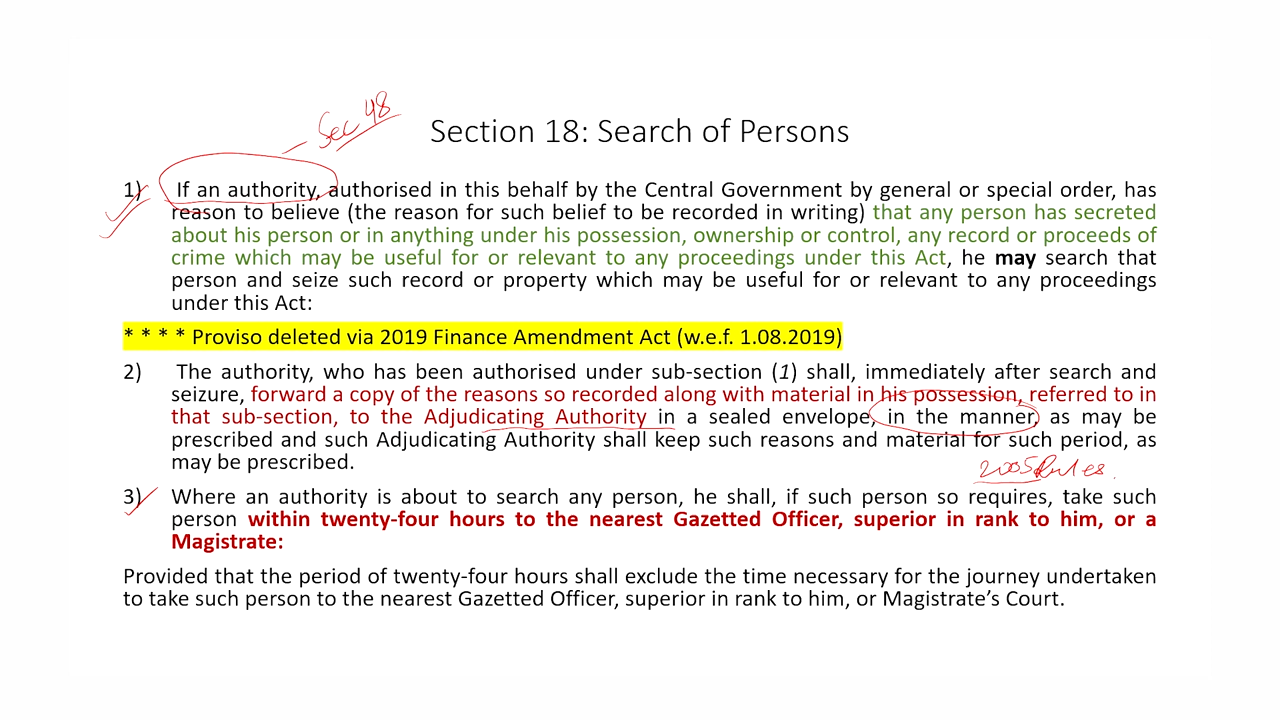 Sec 48
Section 18: Search of Persons
1) If an authority, authorised in this behalf by the Central Government by general or special order, has
reason to believe (the reason for such belief to be recorded in writing) that any person has secreted
about his person or in anything under his possession, ownership or control, any record or proceeds of
crime which may be useful for or relevant to any proceedings under this Act, he may search that
person and seize such record or property which may be useful for or relevant to any proceedings
under this Act:
* * * * Proviso deleted via 2019 Finance Amendment Act (w.e.f. 1.08.2019)
2) The authority, who has been authorised under sub-section (1) shall, immediately after search and
seizure, forward a copy of the reasons so recorded along with material in his possession, referred to in
that sub-section, to the Adjudicating Authority in a sealed envelope, in the manner, as may be
prescribed and such Adjudicating Authority shall keep such reasons and material for such period, as
may be prescribed.
2005 Rules.
3) Where an authority is about to search any person, he shall, if such person so requires, take such
person within twenty-four hours to the nearest Gazetted Officer, superior in rank to him, or a
Magistrate:
Provided that the period of twenty-four hours shall exclude the time necessary for the journey undertaken
to take such person to the nearest Gazetted Officer, superior in rank to him, or Magistrate's Court.